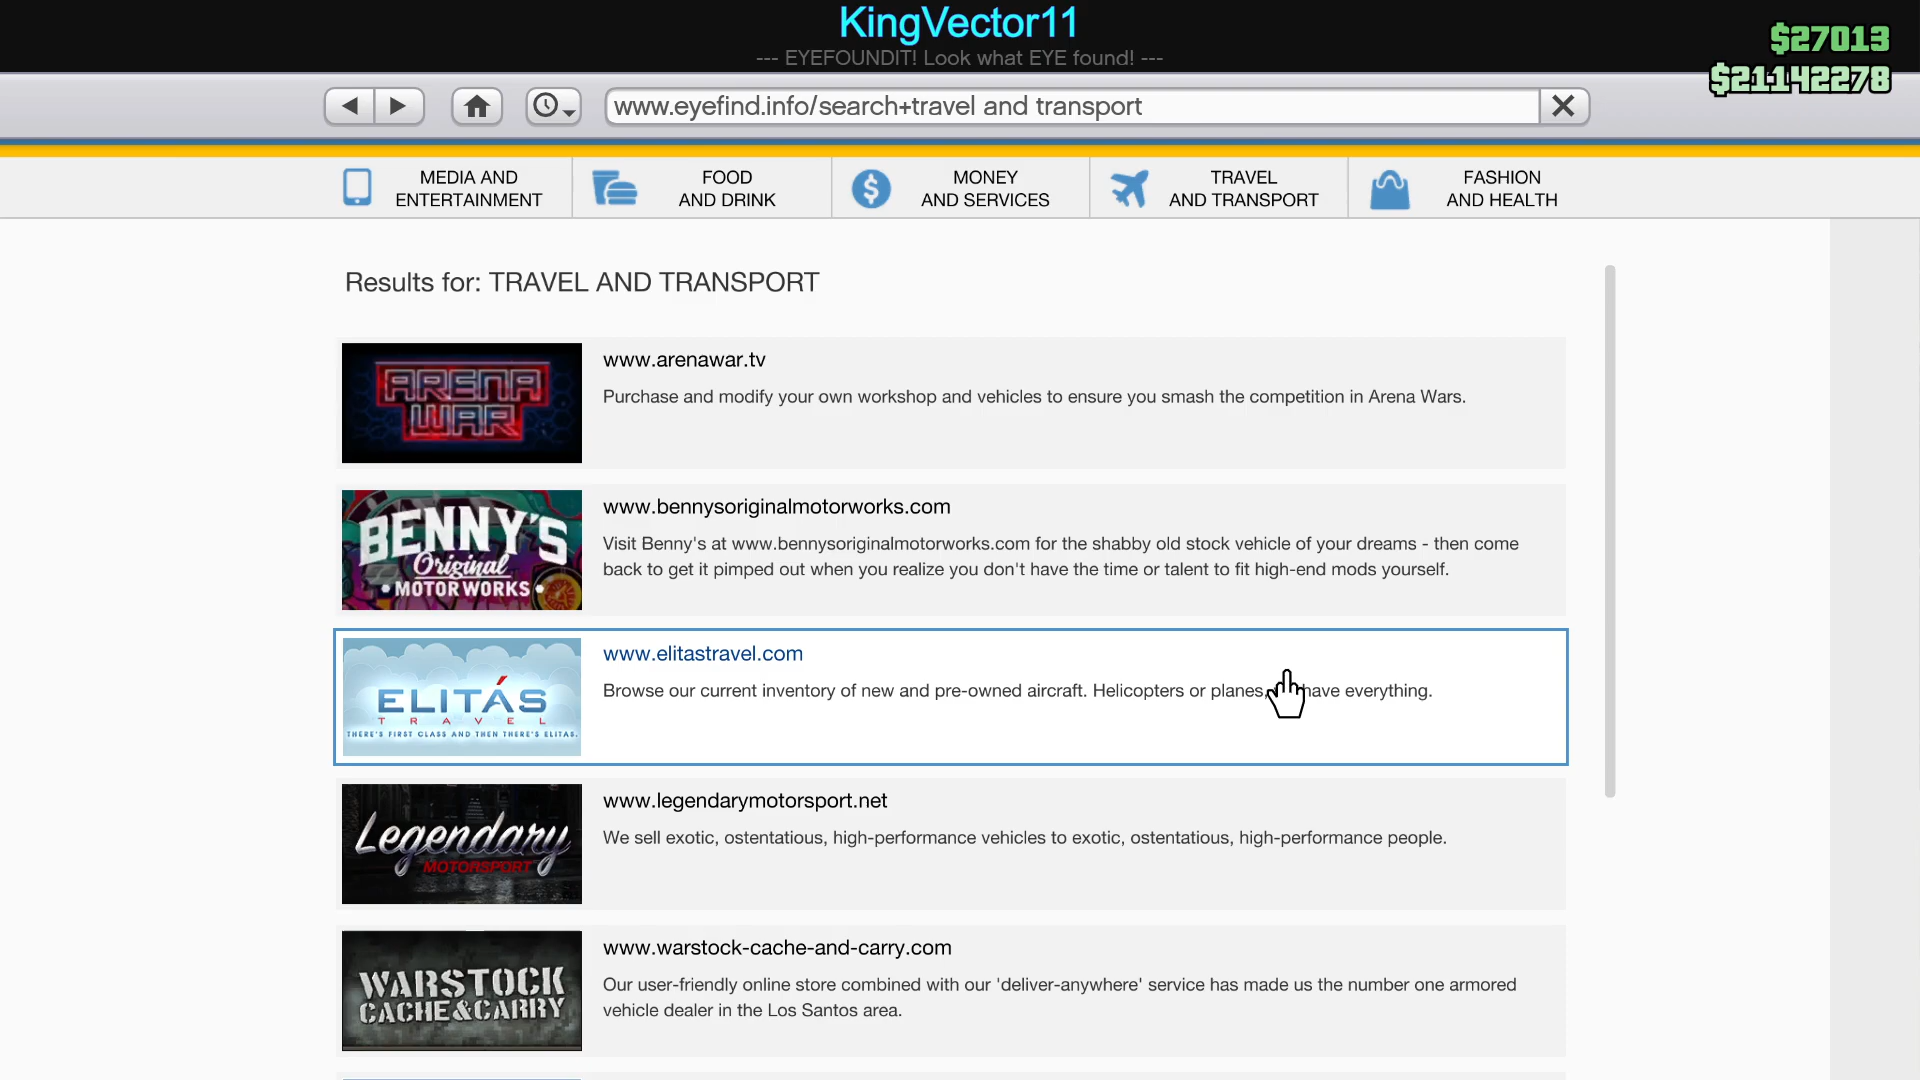 KingVector11
--- EYEFOUNDIT! Look what EYE found! ---
$27013
$21142278
www.eyefind.info/search+travel and transport
MEDIA AND
ENTERTAINMENT
FOOD
AND DRINK
MONEY
AND SERVICES
TRAVEL
AND TRANSPORT
FASHION
AND HEALTH
Results for: TRAVEL AND TRANSPORT
ARENA
WAR
www.arenawar.tv
Purchase and modify your own workshop and vehicles to ensure you smash the competition in Arena Wars.
BENNY'S
Original
MOTOR WORKS
www.bennysoriginalmotorworks.com
Visit Benny's at www.bennysoriginalmotorworks.com for the shabby old stock vehicle of your dreams - then come
back to get it pimped out when you realize you don't have the time or talent to fit high-end mods yourself.
ELITÁS
TRAVEL
THERE'S FIRST CLASS AND THEN THERE'S ELITAS.
www.elitastravel.com
Browse our current inventory of new and pre-owned aircraft. Helicopters or planes, have everything.
Legendary
MOTORSPORT
www.legendarymotorsport.net
We sell exotic, ostentatious, high-performance vehicles to exotic, ostentatious, high-performance people.
WARSTOCK
CACHE&CARRY
www.warstock-cache-and-carry.com
Our user-friendly online store combined with our 'deliver-anywhere' service has made us the number one armored
vehicle dealer in the Los Santos area.